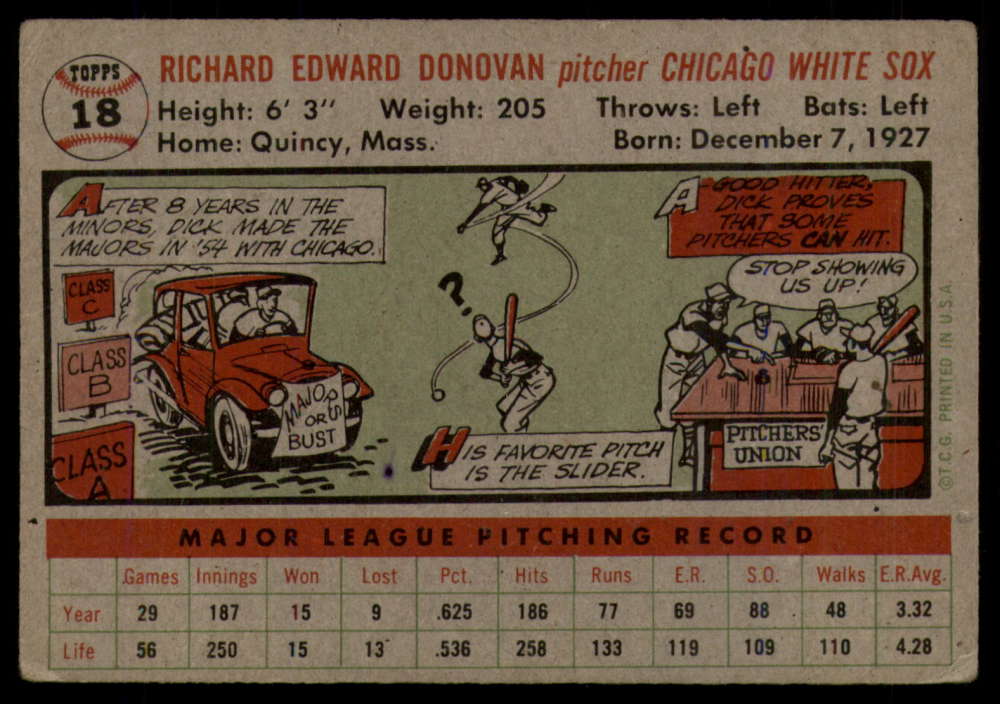 TOPPS
18
RICHARD EDWARD DONOVAN pitcher CHICAGO WHITE SOX
Height: 6' 3" Weight: 205 Throws: Left Bats: Left
Home: Quincy, Mass. Born: December 7, 1927
AFTER 8 YEARS IN THE
MINORS, DICK MADE THE
MAJORS IN '54 WITH CHICAGO.
CLASS
C
CLASS
B
CLASS
A
MAJORS
OR
BUST
?
HIS FAVORITE PITCH
IS THE SLIDER.
A GOOD HITTER,
DICK PROVES
THAT SOME
PITCHERS CAN HIT.
STOP SHOWING
US UP!
PITCHERS'
UNION
©T.C.G. PRINTED IN U.S.A.
MAJOR LEAGUE PITCHING RECORD
Games Innings Won Lost Pct. Hits Runs E.R. S.O. Walks E.R.Avg.
Year 29 187 15 9 .625 186 77 69 88 48 3.32
Life 56 250 15 13 .536 258 133 119 109 110 4.28